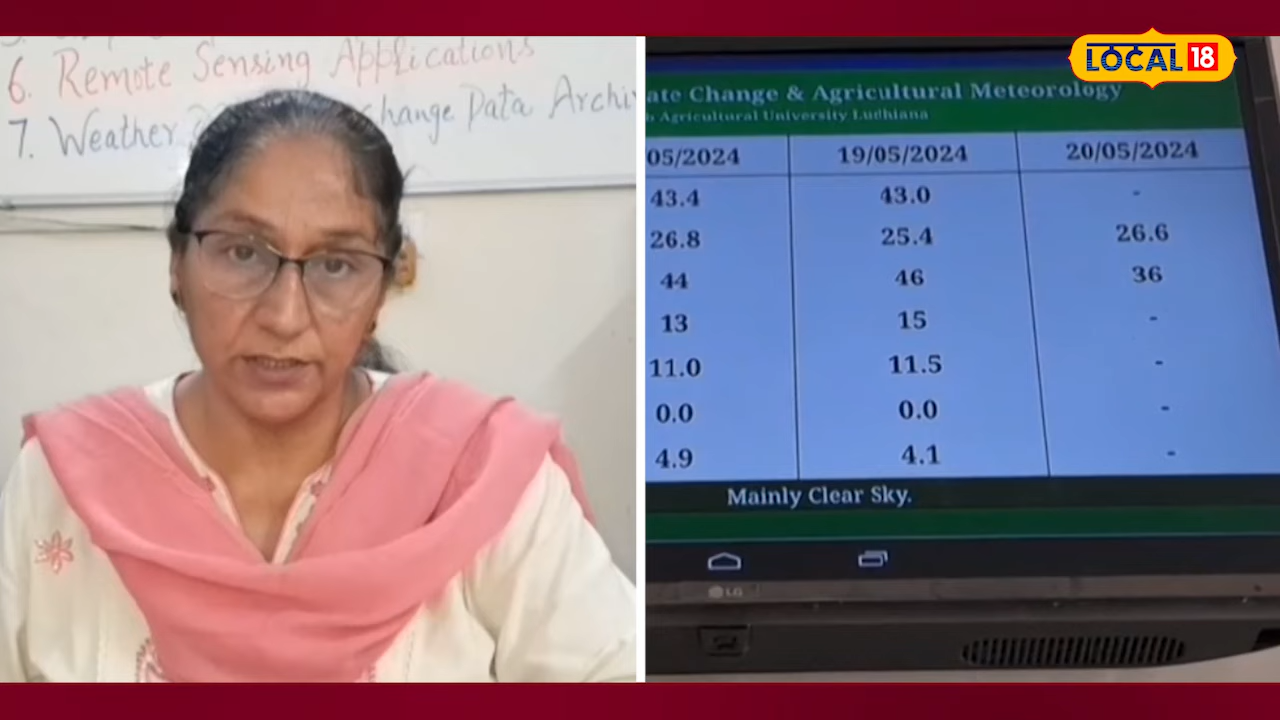 6. Remote Sensing Applications
7. Weather Change Data Archi
LOCAL 18
ate Change & Agricultural Meteorology
Agricultural University Ludhiana
05/2024 19/05/2024 20/05/2024
43.4 43.0 -
26.8 25.4 26.6
44 46 36
13 15 -
11.0 11.5 -
0.0 0.0 -
4.9 4.1 -
Mainly Clear Sky.
LG